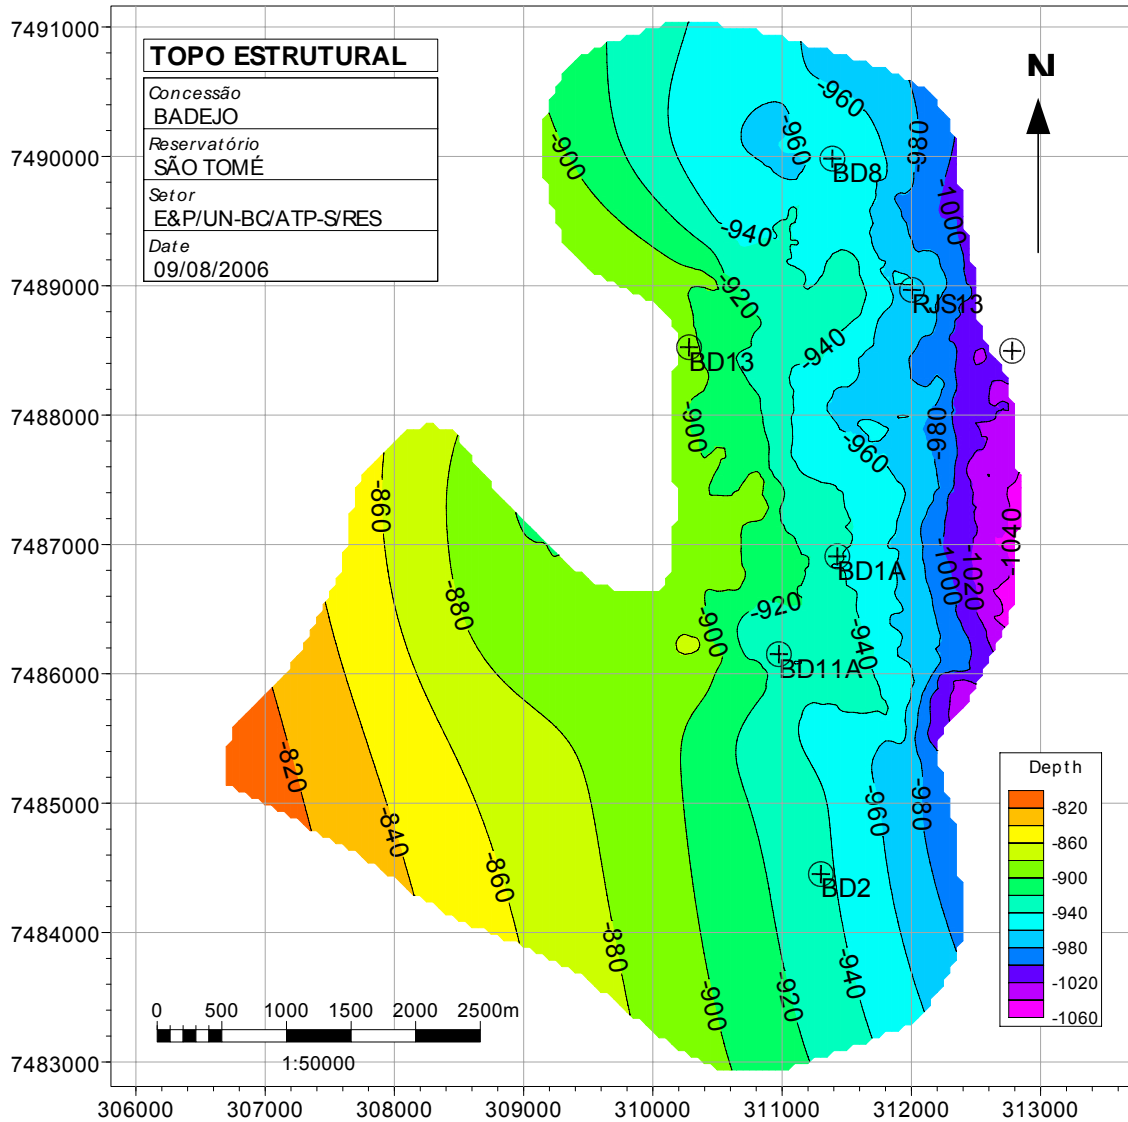 7491000
7490000
7489000
7488000
7487000
7486000
7485000
7484000
7483000
TOPO ESTRUTURAL
Concessão
BADEJO
Reservatório
SÃO TOMÉ
Setor
E&P/UN-BC/ATP-S/RES
Date
09/08/2006
N
-960
-900
-960
-980
BD8
-1000
-940
-920
RJS13
-940
BD13
-900
-980
-960
-860
-1040
BD1A
-1000
-1020
-880
-920
-900
-940
BD11A
-820
-960
-980
-840
-860
BD2
-880
-940
-920
-900
Depth
-820
-860
-900
-940
-980
-1020
-1060
0 500 1000 1500 2000 2500m
1:50000
306000 307000 308000 309000 310000 311000 312000 313000